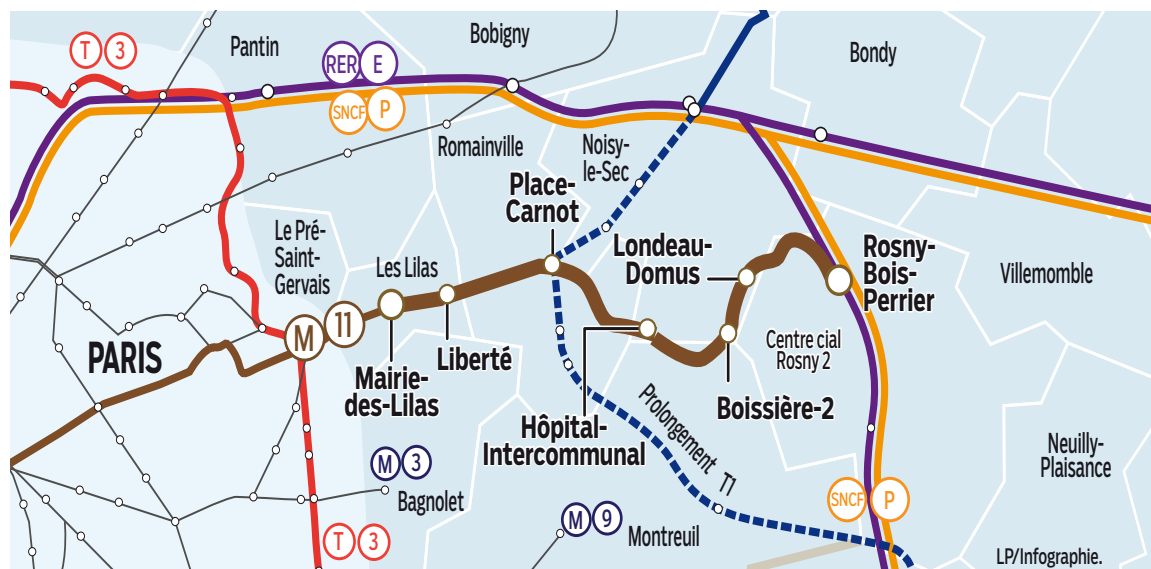 T 3
Pantin
Bobigny
Bondy
RER E
SNCF P
Romainville
Noisy-
le-Sec
Place-
Carnot
Le Pré-
Saint-
Gervais
Les Lilas
Londeau-
Domus
Rosny-
Bois-
Perrier
Villemomble
M 11
PARIS
Liberté
Centre cial
Rosny 2
Mairie-
des-Lilas
Hôpital-
Intercommunal
Boissière-2
Prolongement T1
Neuilly-
Plaisance
M 3
Bagnolet
SNCF P
M 9
Montreuil
T 3
LP/Infographie.